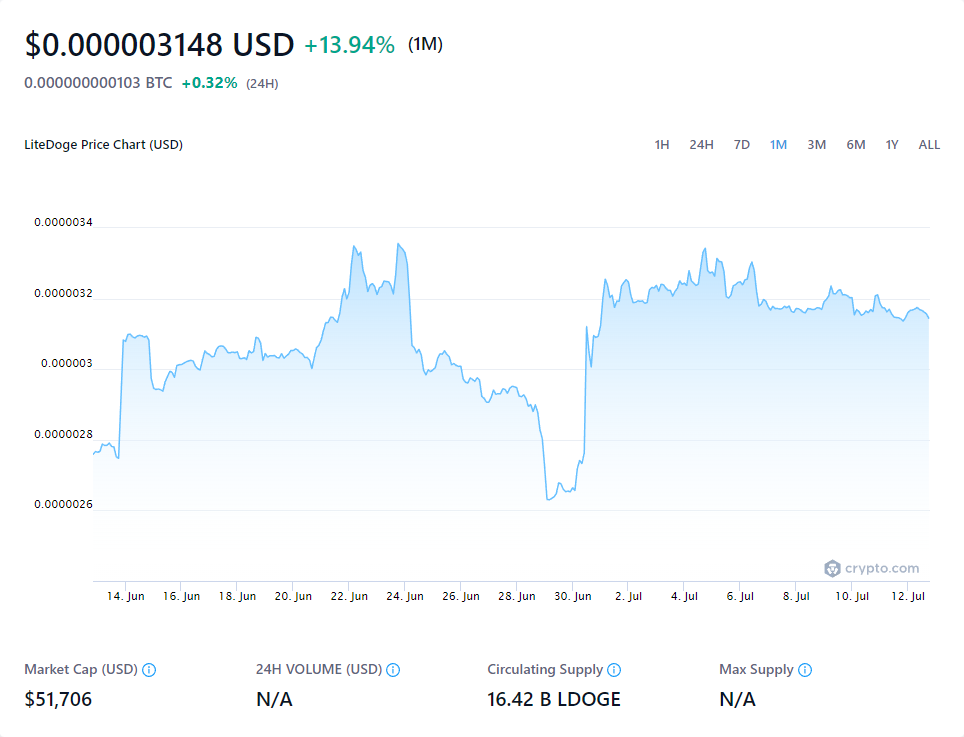 $0.000003148 USD +13.94% (1M)
0.000000000103 BTC +0.32% (24H)
LiteDoge Price Chart (USD)
1H 24H 7D 1M 3M 6M 1Y ALL
0.0000034
0.0000032
0.000003
0.0000028
0.0000026
crypto.com
14. Jun 16. Jun 18. Jun 20. Jun 22. Jun 24. Jun 26. Jun 28. Jun 30. Jun 2. Jul 4. Jul 6. Jul 8. Jul 10. Jul 12. Jul
Market Cap (USD) 24H VOLUME (USD) Circulating Supply Max Supply
$51,706 N/A 16.42 B LDOGE N/A